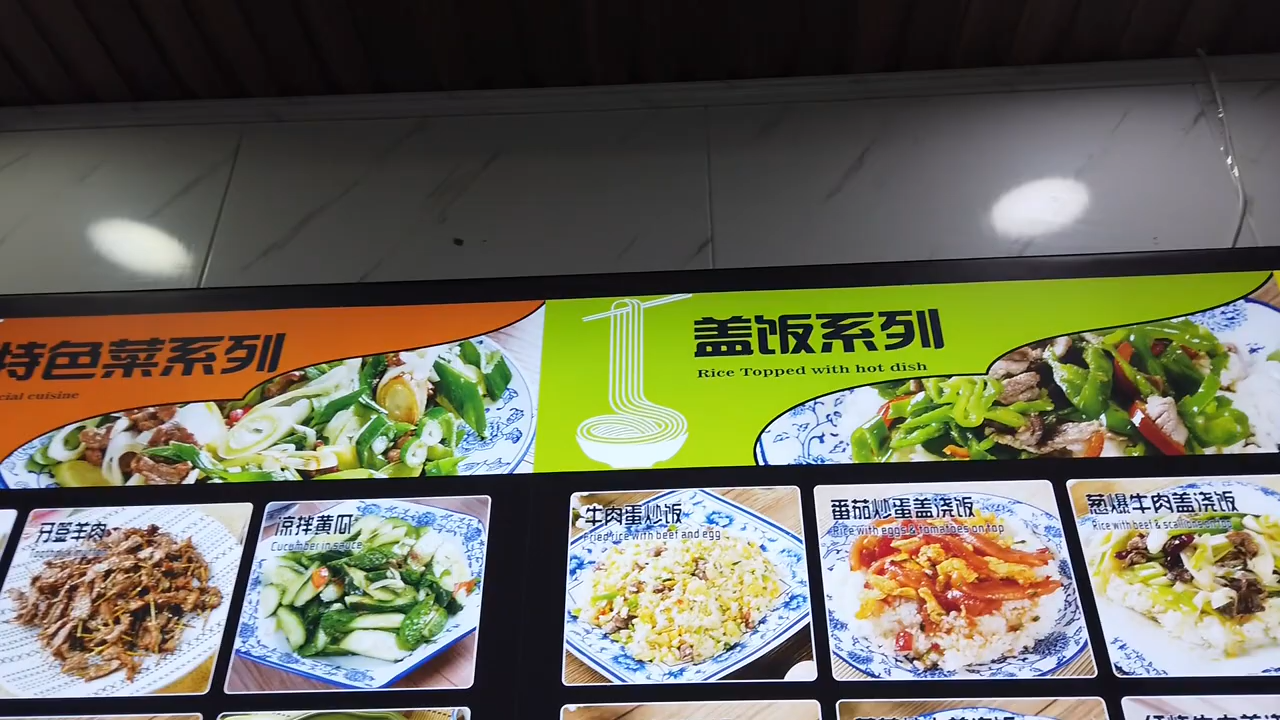 特色菜系列
cial cuisine
盖饭系列
Rice Topped with hot dish
牙签羊肉
凉拌黄瓜
Cucumber in sauce
牛肉蛋炒饭
Fried rice with beef and egg
番茄炒蛋盖浇饭
Rice with eggs & tomatoes on top
葱爆牛肉盖浇饭
Rice with beef & scallions on top